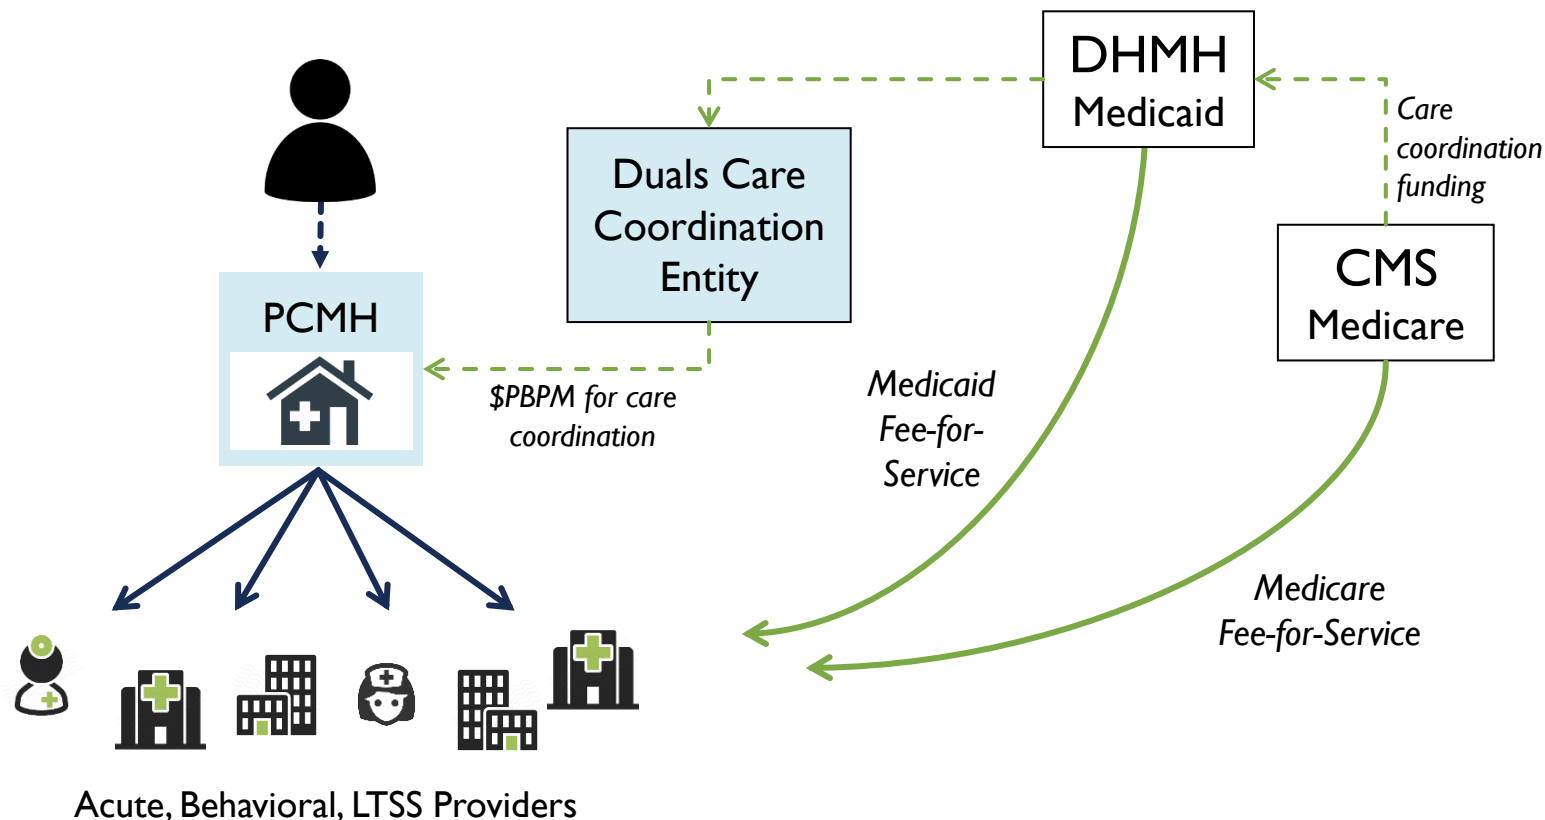 DHMH
Medicaid
Care
coordination
funding
Duals Care
Coordination
Entity
CMS
Medicare
PCMH
$PBPM for care
coordination
Medicaid
Fee-for-
Service
Medicare
Fee-for-Service
Acute, Behavioral, LTSS Providers